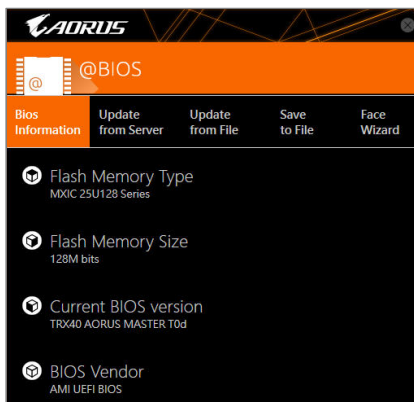 AORUS
@BIOS
@
Bios Information
Update from Server
Update from File
Save to File
Face Wizard
Flash Memory Type
MXIC 25U128 Series
Flash Memory Size
128M bits
Current BIOS version
TRX40 AORUS MASTER T0d
BIOS Vendor
AMI UEFI BIOS